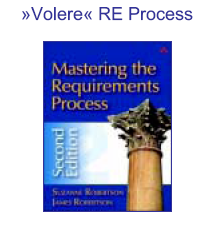 »Volere« RE Process
Mastering the
Requirements
Process
Second
Edition
Suzanne Robertson
James Robertson